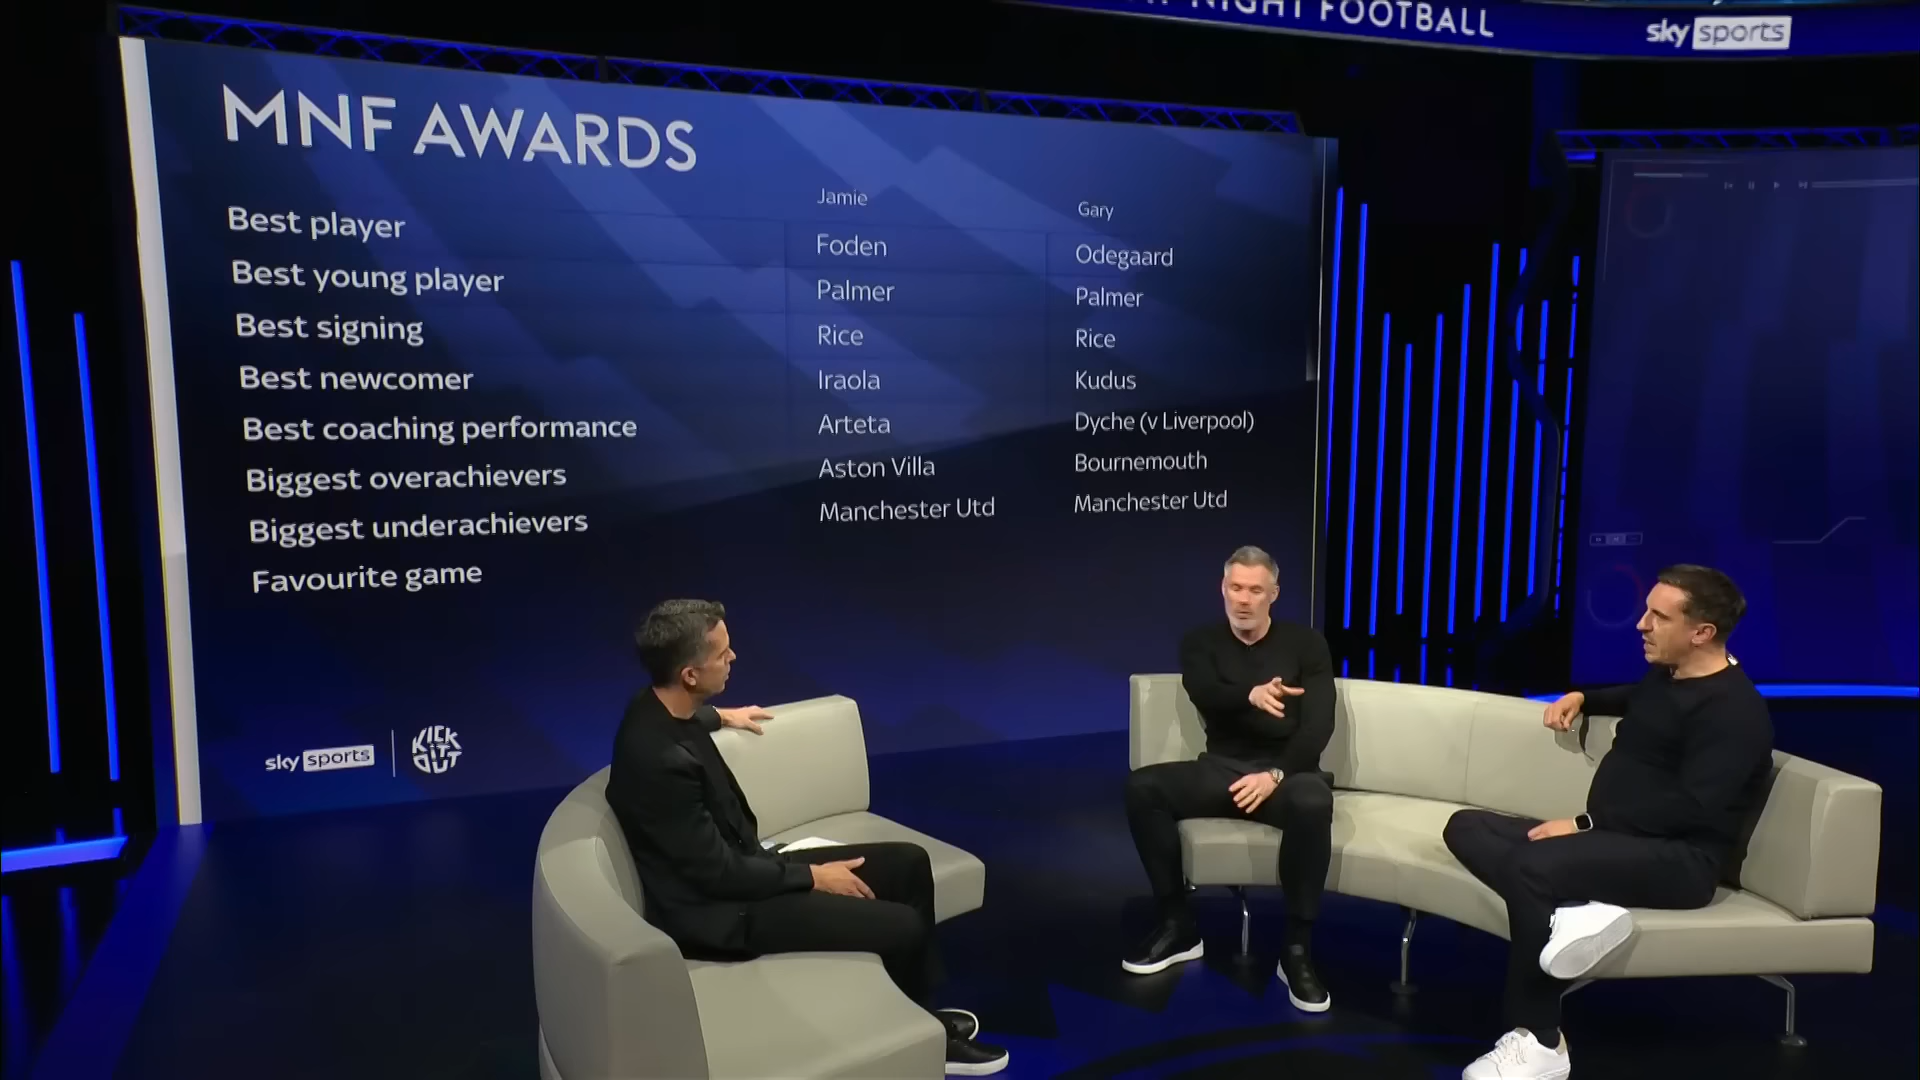 NIGHT FOOTBALL
sky sports
MNF AWARDS
Jamie Gary
Best player Foden Odegaard
Best young player Palmer Palmer
Best signing Rice Rice
Best newcomer Iraola Kudus
Best coaching performance Arteta Dyche (v Liverpool)
Biggest overachievers Aston Villa Bournemouth
Biggest underachievers Manchester Utd Manchester Utd
Favourite game
sky sports
KICK
IT
OUT